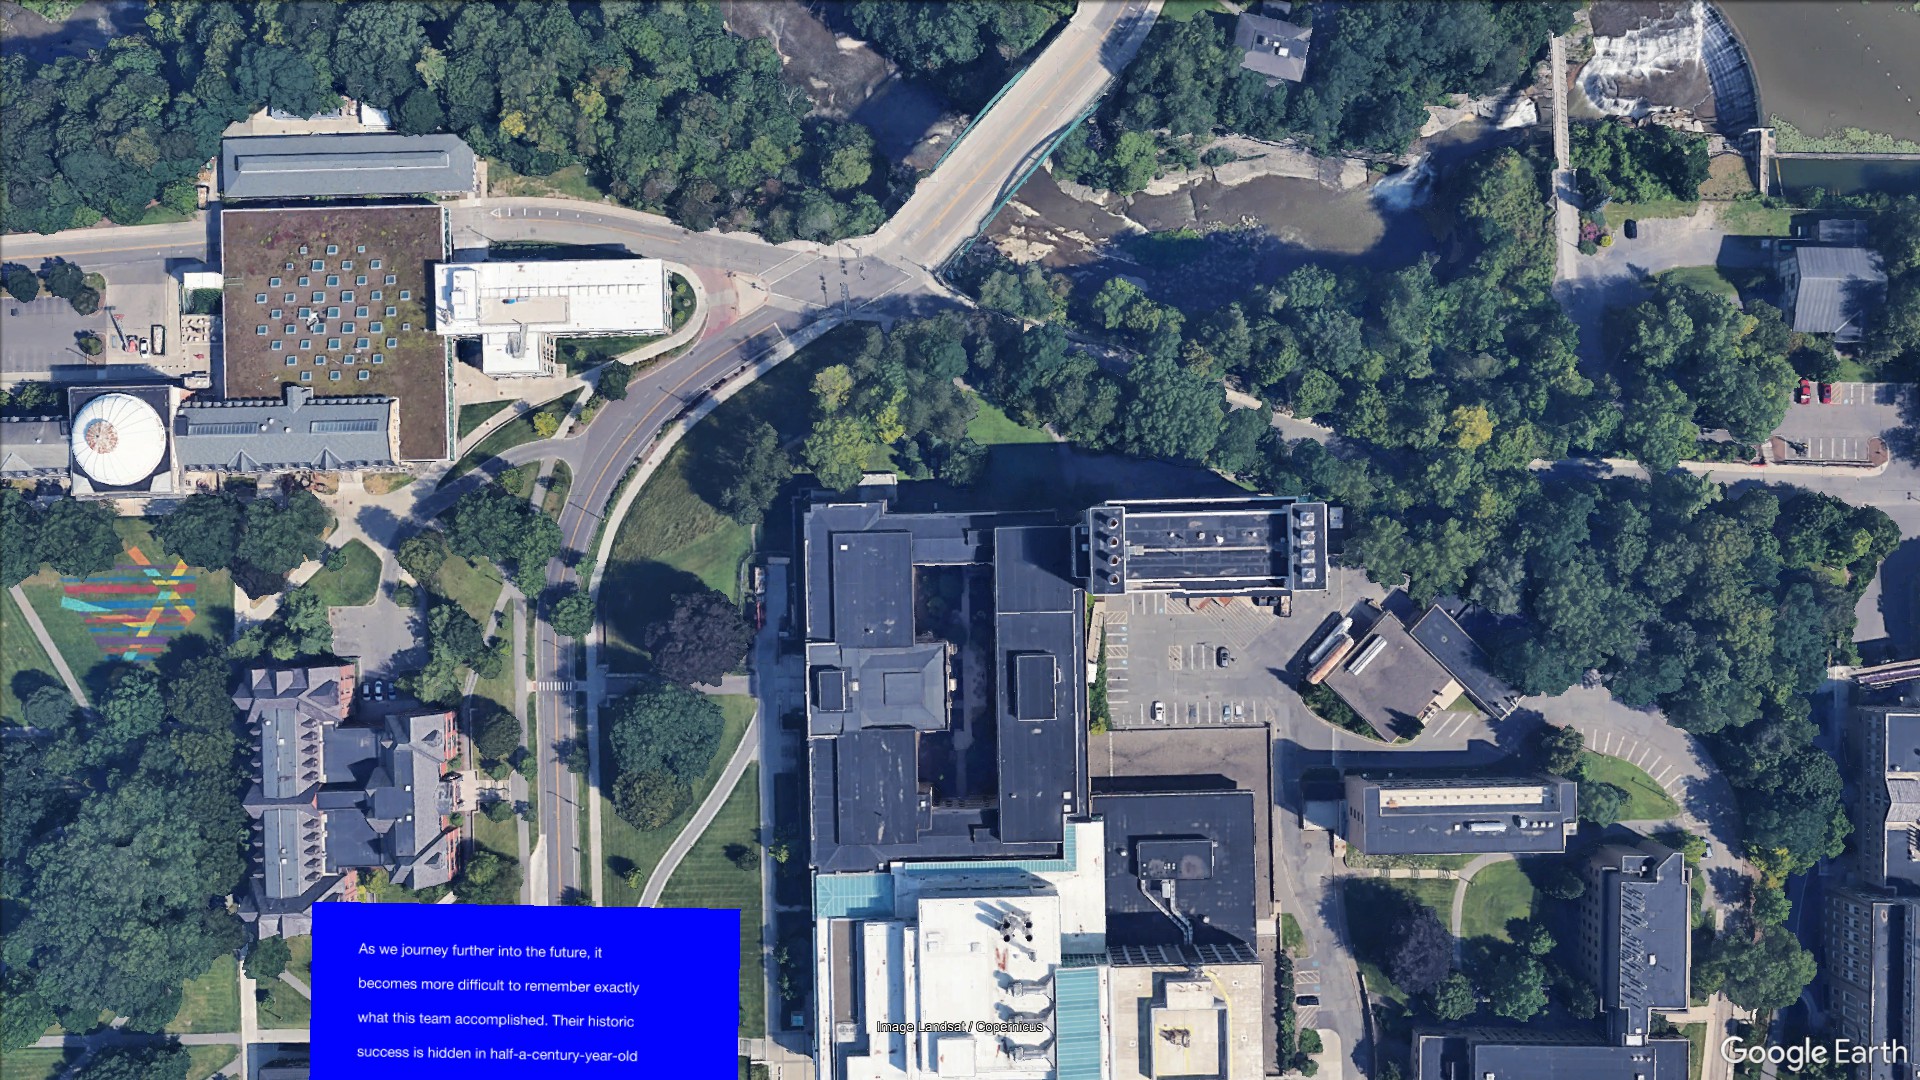 As we journey further into the future, it
becomes more difficult to remember exactly
what this team accomplished. Their historic
success is hidden in half-a-century-year-old
Image Landsat / Copernicus
Google Earth